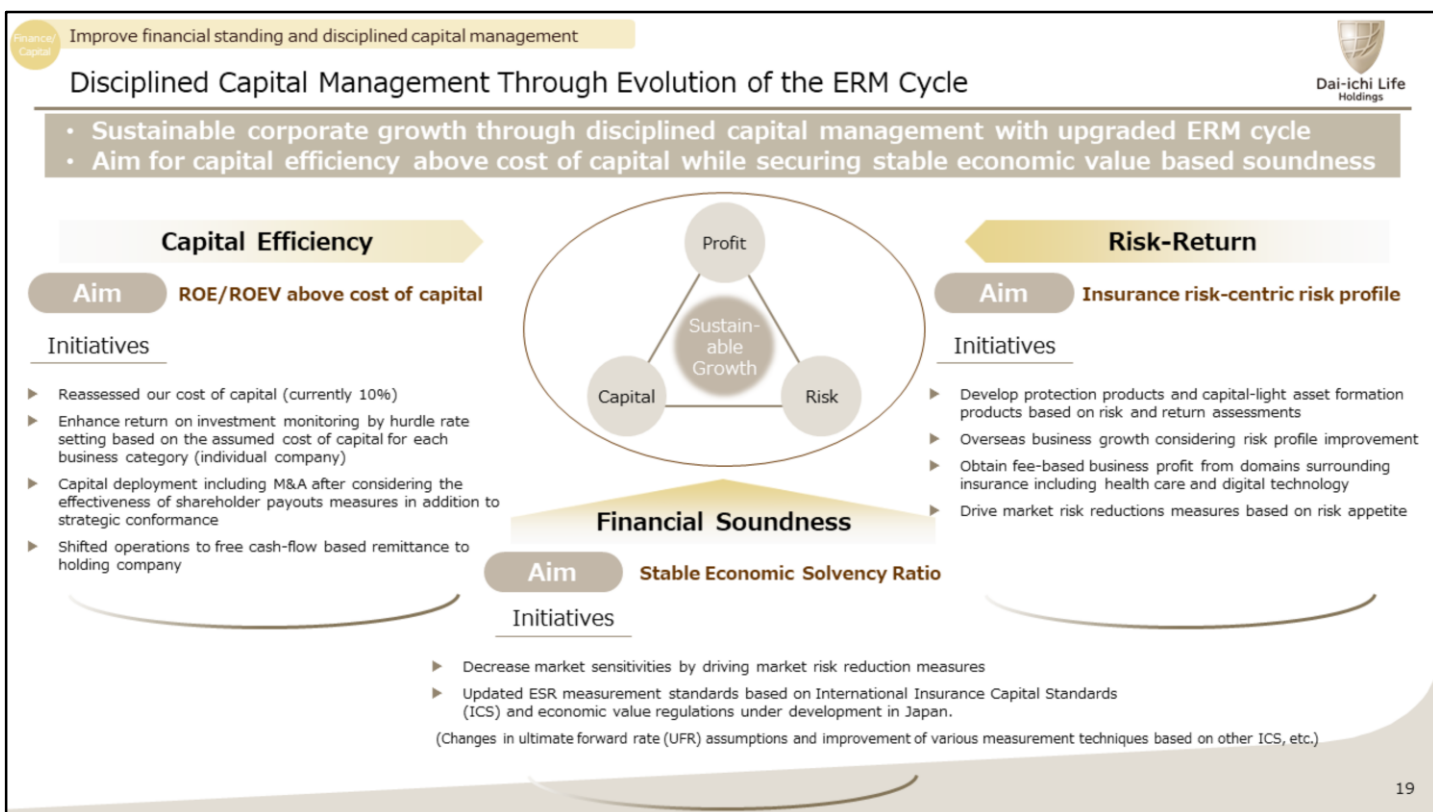 Finance/
Capital
Improve financial standing and disciplined capital management
Disciplined Capital Management Through Evolution of the ERM Cycle
Dai-ichi Life
Holdings
• Sustainable corporate growth through disciplined capital management with upgraded ERM cycle
• Aim for capital efficiency above cost of capital while securing stable economic value based soundness
Capital Efficiency
Aim
ROE/ROEV above cost of capital
Initiatives
Reassessed our cost of capital (currently 10%)
Enhance return on investment monitoring by hurdle rate
setting based on the assumed cost of capital for each
business category (individual company)
Capital deployment including M&A after considering the
effectiveness of shareholder payouts measures in addition to
strategic conformance
Shifted operations to free cash-flow based remittance to
holding company
Profit
Sustain-
able
Growth
Capital
Risk
Risk-Return
Aim
Insurance risk-centric risk profile
Initiatives
Develop protection products and capital-light asset formation
products based on risk and return assessments
Overseas business growth considering risk profile improvement
Obtain fee-based business profit from domains surrounding
insurance including health care and digital technology
Drive market risk reductions measures based on risk appetite
Financial Soundness
Aim
Stable Economic Solvency Ratio
Initiatives
Decrease market sensitivities by driving market risk reduction measures
Updated ESR measurement standards based on International Insurance Capital Standards
(ICS) and economic value regulations under development in Japan.
(Changes in ultimate forward rate (UFR) assumptions and improvement of various measurement techniques based on other ICS, etc.)
19